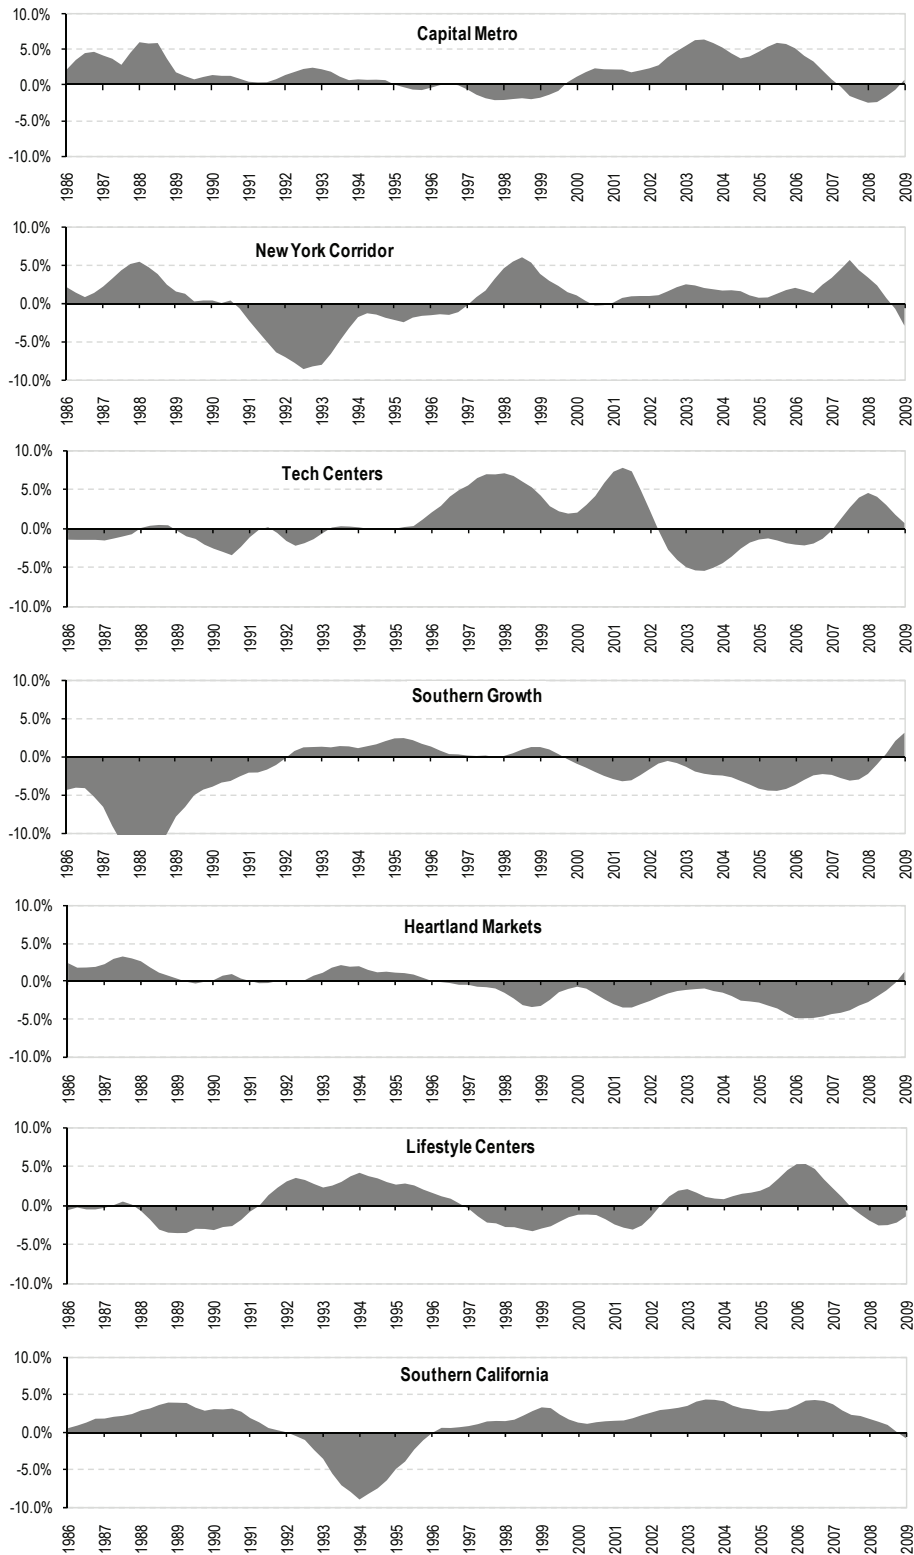 10.0%
Capital Metro
5.0%
0.0%
-5.0%
-10.0%
1986 1987 1988 1989 1990 1991 1992 1993 1994 1995 1996 1997 1998 1999 2000 2001 2002 2003 2004 2005 2006 2007 2008 2009
10.0%
New York Corridor
5.0%
0.0%
-5.0%
-10.0%
1986 1987 1988 1989 1990 1991 1992 1993 1994 1995 1996 1997 1998 1999 2000 2001 2002 2003 2004 2005 2006 2007 2008 2009
10.0%
Tech Centers
5.0%
0.0%
-5.0%
-10.0%
1986 1987 1988 1989 1990 1991 1992 1993 1994 1995 1996 1997 1998 1999 2000 2001 2002 2003 2004 2005 2006 2007 2008 2009
10.0%
Southern Growth
5.0%
0.0%
-5.0%
-10.0%
1986 1987 1988 1989 1990 1991 1992 1993 1994 1995 1996 1997 1998 1999 2000 2001 2002 2003 2004 2005 2006 2007 2008 2009
10.0%
Heartland Markets
5.0%
0.0%
-5.0%
-10.0%
1986 1987 1988 1989 1990 1991 1992 1993 1994 1995 1996 1997 1998 1999 2000 2001 2002 2003 2004 2005 2006 2007 2008 2009
10.0%
Lifestyle Centers
5.0%
0.0%
-5.0%
-10.0%
1986 1987 1988 1989 1990 1991 1992 1993 1994 1995 1996 1997 1998 1999 2000 2001 2002 2003 2004 2005 2006 2007 2008 2009
10.0%
Southern California
5.0%
0.0%
-5.0%
-10.0%
1986 1987 1988 1989 1990 1991 1992 1993 1994 1995 1996 1997 1998 1999 2000 2001 2002 2003 2004 2005 2006 2007 2008 2009